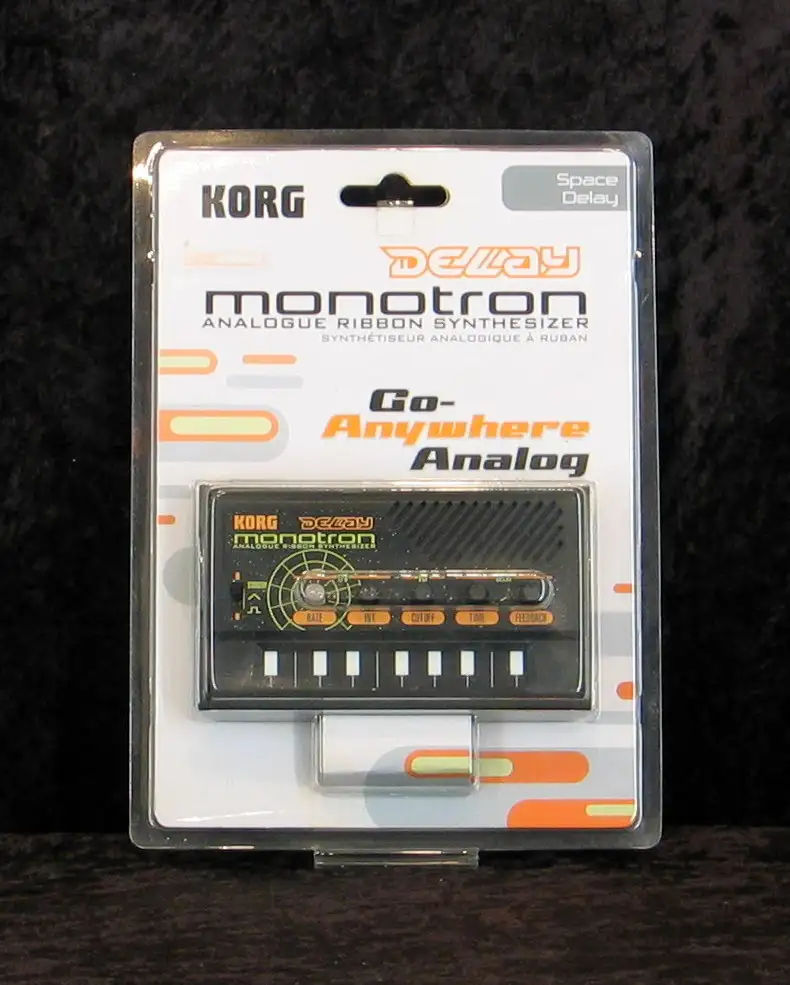 KORG
Space
Delay
DELAY
monotron
ANALOGUE RIBBON SYNTHESIZER
SYNTHÉTISEUR ANALOGIQUE À RUBAN
Go-
Anywhere
Analog
KORG DELAY
monotron
ANALOGUE RIBBON SYNTHESIZER
RATE INT. CUTOFF TIME FEEDBACK